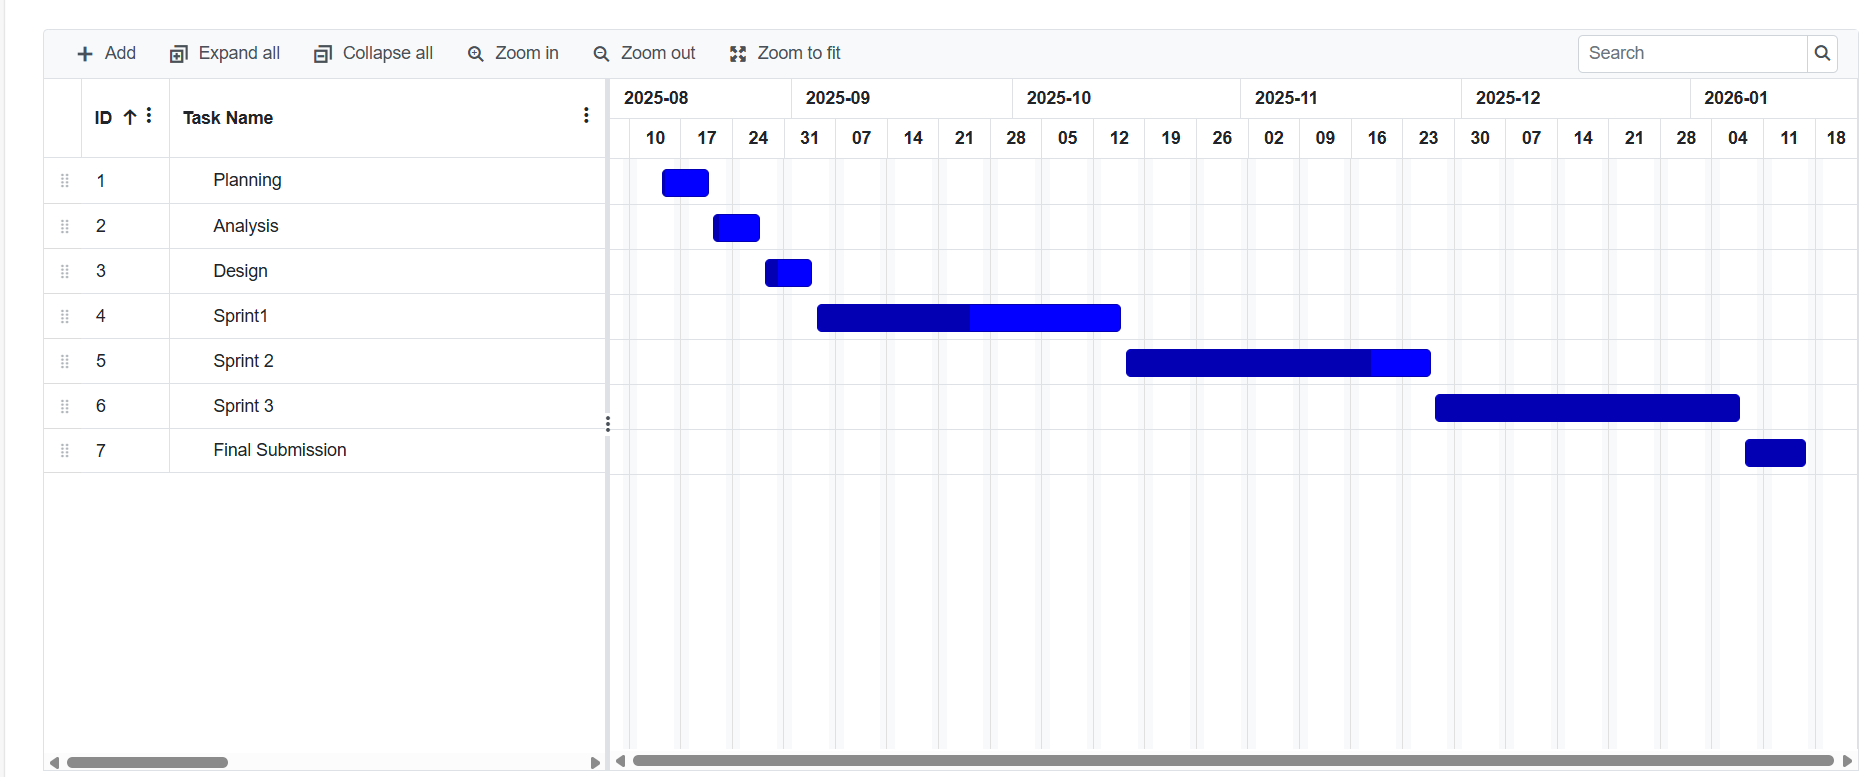 Add Expand all Collapse all Zoom in Zoom out Zoom to fit Search
ID Task Name
2025-08 2025-09 2025-10 2025-11 2025-12 2026-01
10 17 24 31 07 14 21 28 05 12 19 26 02 09 16 23 30 07 14 21 28 04 11 18
1 Planning
2 Analysis
3 Design
4 Sprint1
5 Sprint 2
6 Sprint 3
7 Final Submission